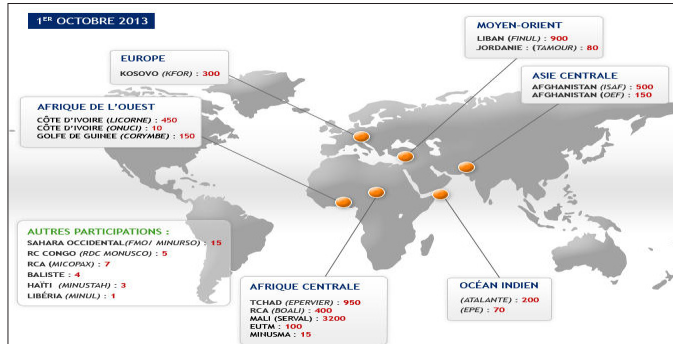 1ER OCTOBRE 2013
MOYEN-ORIENT
LIBAN (FINUL) : 900
JORDANIE : (TAMOUR) : 80
EUROPE
KOSOVO (KFOR) : 300
ASIE CENTRALE
AFGHANISTAN (ISAF) : 500
AFGHANISTAN (OEF) : 150
AFRIQUE DE L'OUEST
CÔTE D'IVOIRE (LICORNE) : 450
CÔTE D'IVOIRE (ONUCI) : 10
GOLFE DE GUINEE (CORYMBE) : 150
AUTRES PARTICIPATIONS :
SAHARA OCCIDENTAL(FMO/ MINURSO) : 15
RC CONGO (RDC MONUSCO) : 5
RCA (MICOPAX) : 7
BALISTE : 4
HAÏTI (MINUSTAH) : 3
LIBÉRIA (MINUL) : 1
AFRIQUE CENTRALE
TCHAD (EPERVIER) : 950
RCA (BOALI) : 400
MALI (SERVAL) : 3200
EUTM : 100
MINUSMA : 15
OCÉAN INDIEN
(ATALANTE) : 200
(EPE) : 70